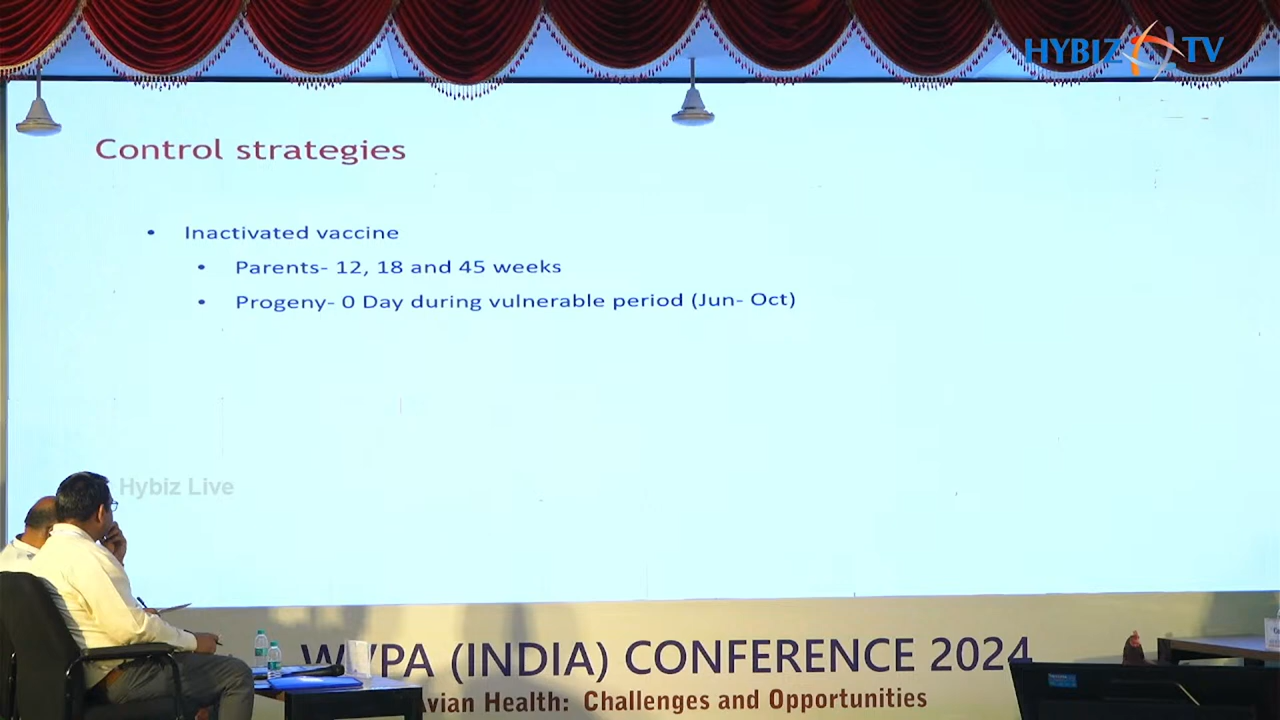 HYBIZ TV
Control strategies
• Inactivated vaccine
• Parents- 12, 18 and 45 weeks
• Progeny- 0 Day during vulnerable period (Jun- Oct)
Hybiz Live
WVPA (INDIA) CONFERENCE 2024
Avian Health: Challenges and Opportunities